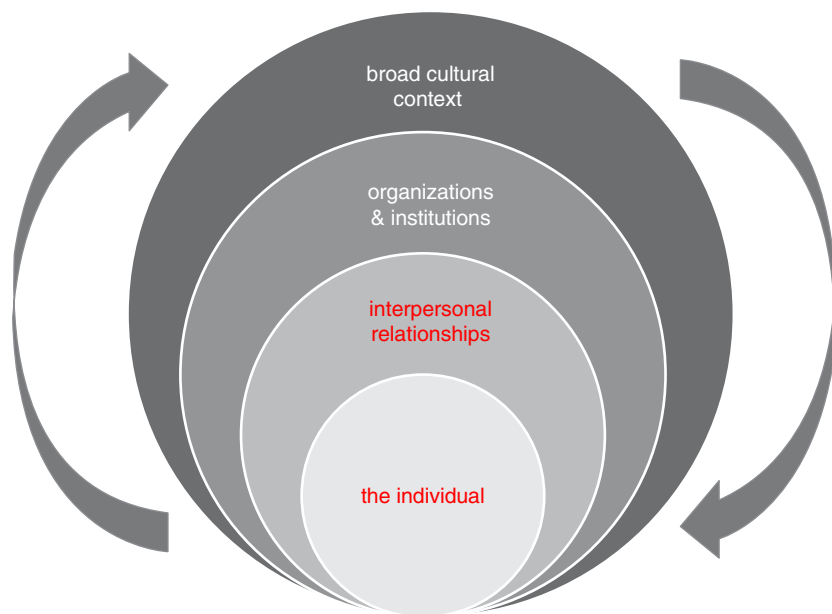 broad cultural
context
organizations
& institutions
interpersonal
relationships
the individual